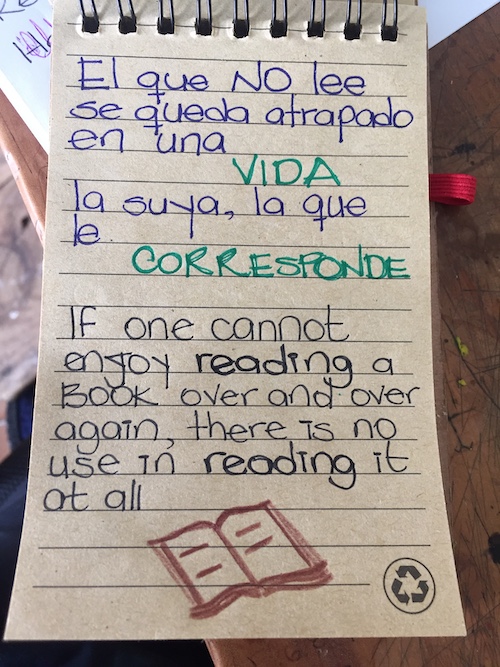 El que NO lee
se queda atrapado
en una
VIDA
la suya, la que
le
CORRESPONDE
If one cannot
enjoy reading a
BOOK over and over
again, there is no
use in reading it
at all